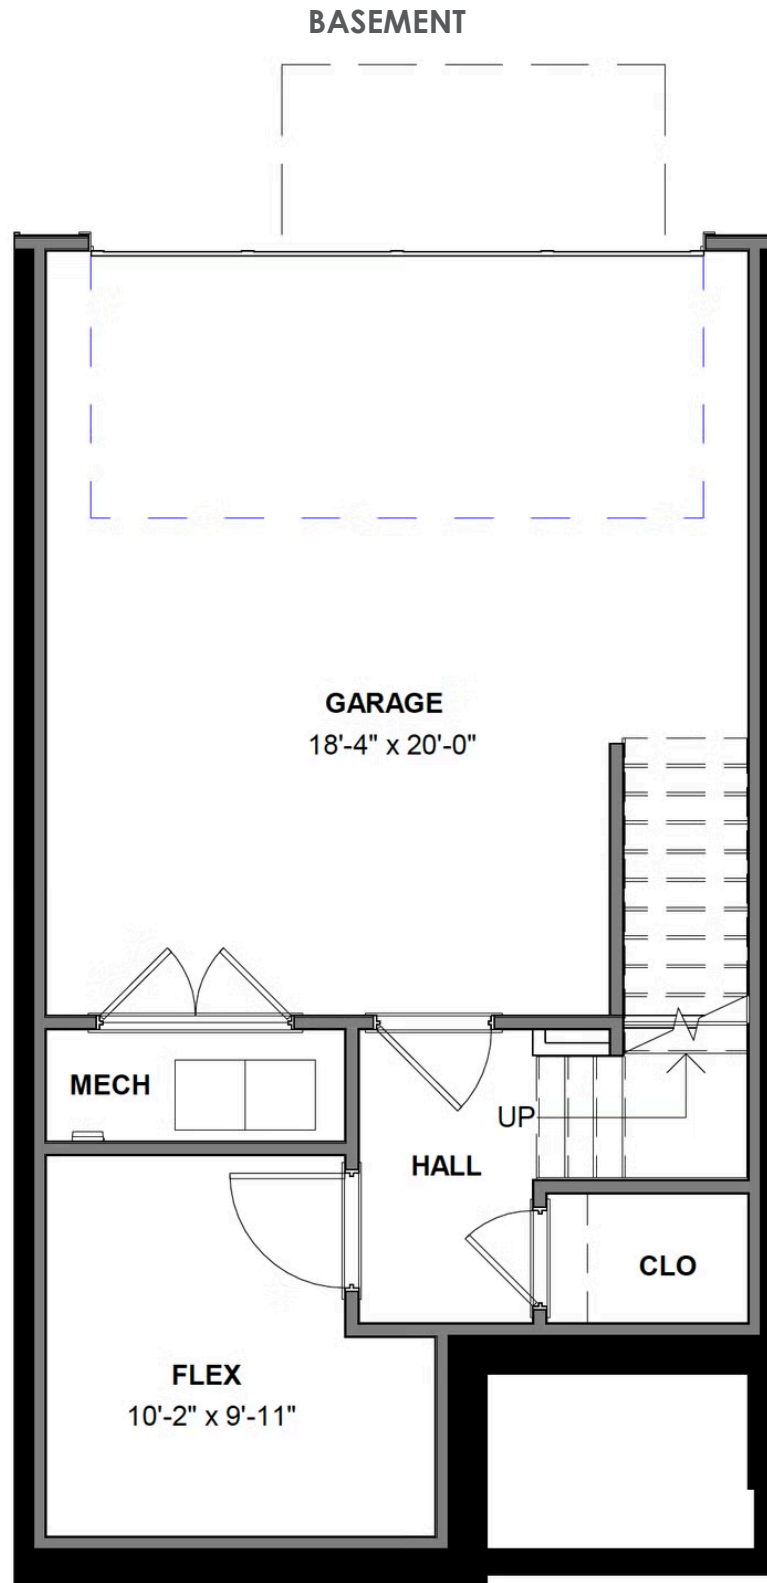 BASEMENT
GARAGE
18'-4" x 20'-0"
MECH
UP
HALL
CLO
FLEX
10'-2" x 9'-11"